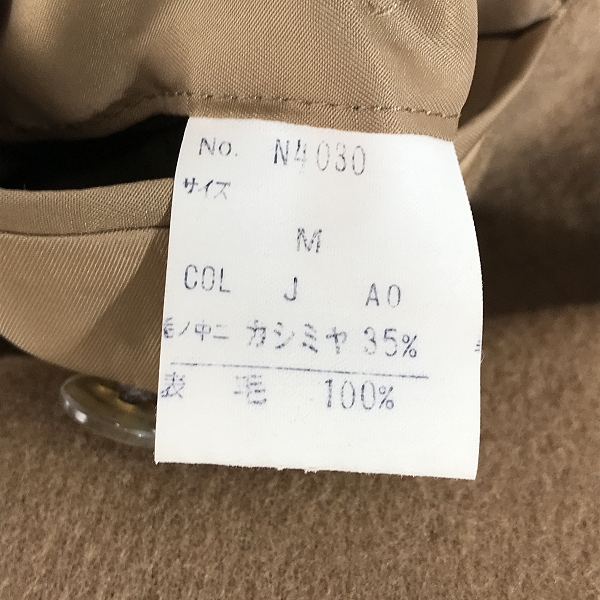 No. N4030
サイズ
M
COL J A0
毛ノ中ニ カシミヤ 35%
表 毛 100%